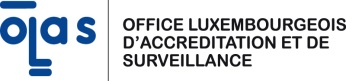 olas
OFFICE LUXEMBOURGEOIS
D'ACCREDITATION ET DE
SURVEILLANCE